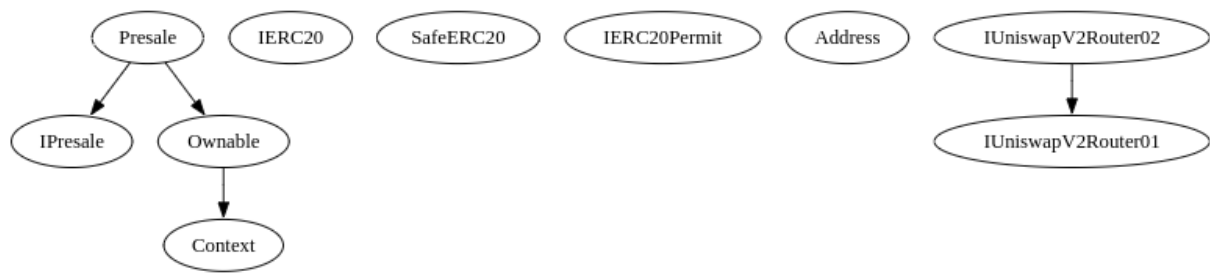 Presale
IERC20
SafeERC20
IERC20Permit
Address
IUniswapV2Router02
IPresale
Ownable
IUniswapV2Router01
Context